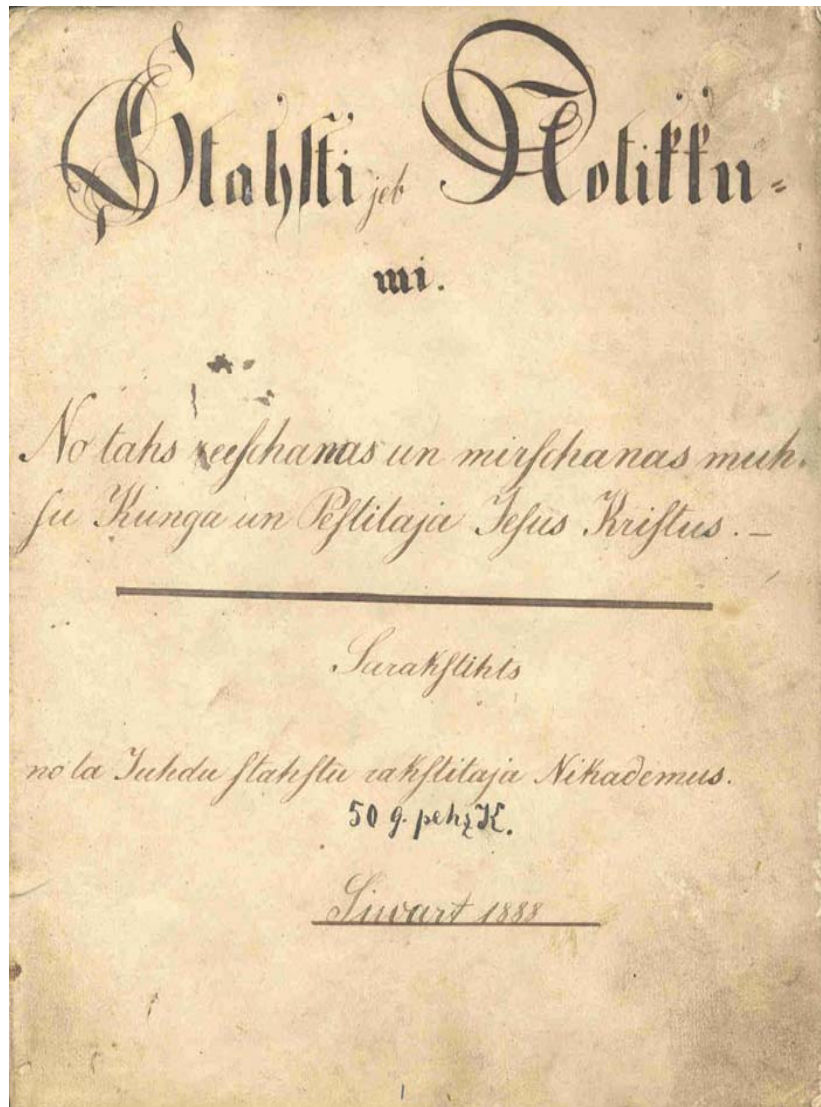 Stahsti jeb Notikku-
mi.
No tahs zeeſchanas un mirſchanas muh-
ſu Kunga un Peſtitaja Jeſus Kriſtus. —
Sarakſtihts
no ta Juhdu ſtahſtu rakſtitaja Nikademus.
50 g. pehz K.
Siwart 1888
1